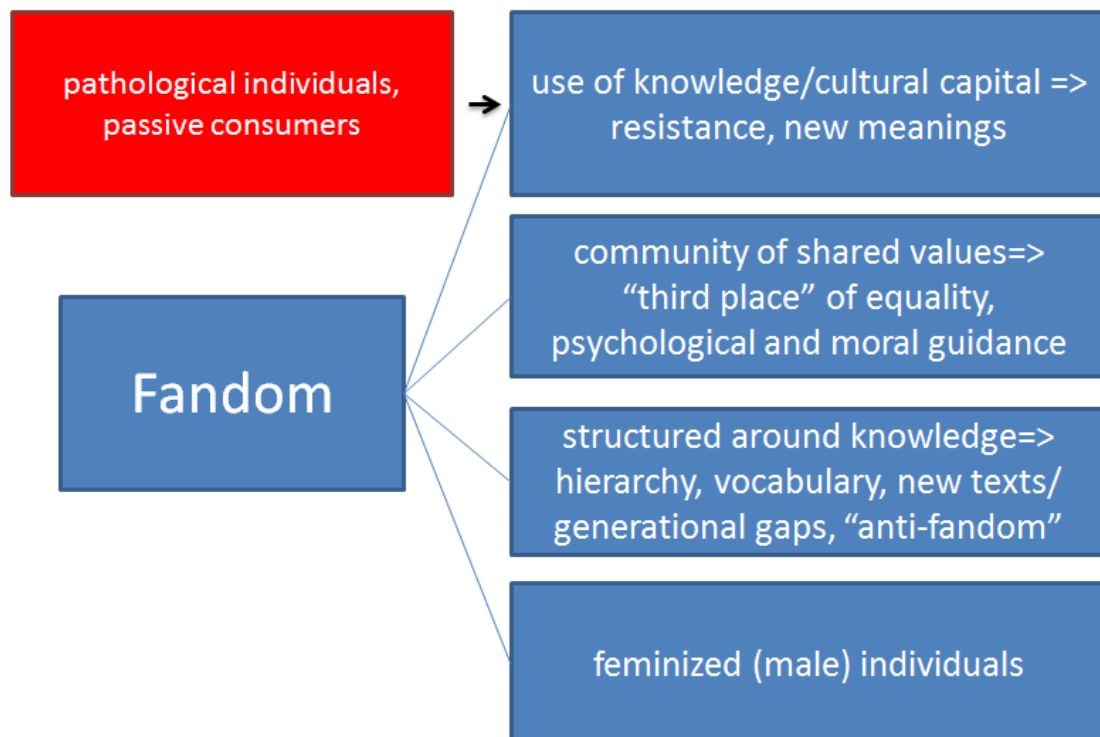 pathological individuals,
passive consumers
use of knowledge/cultural capital =>
resistance, new meanings
community of shared values=>
“third place” of equality,
psychological and moral guidance
Fandom
structured around knowledge=>
hierarchy, vocabulary, new texts/
generational gaps, “anti-fandom”
feminized (male) individuals